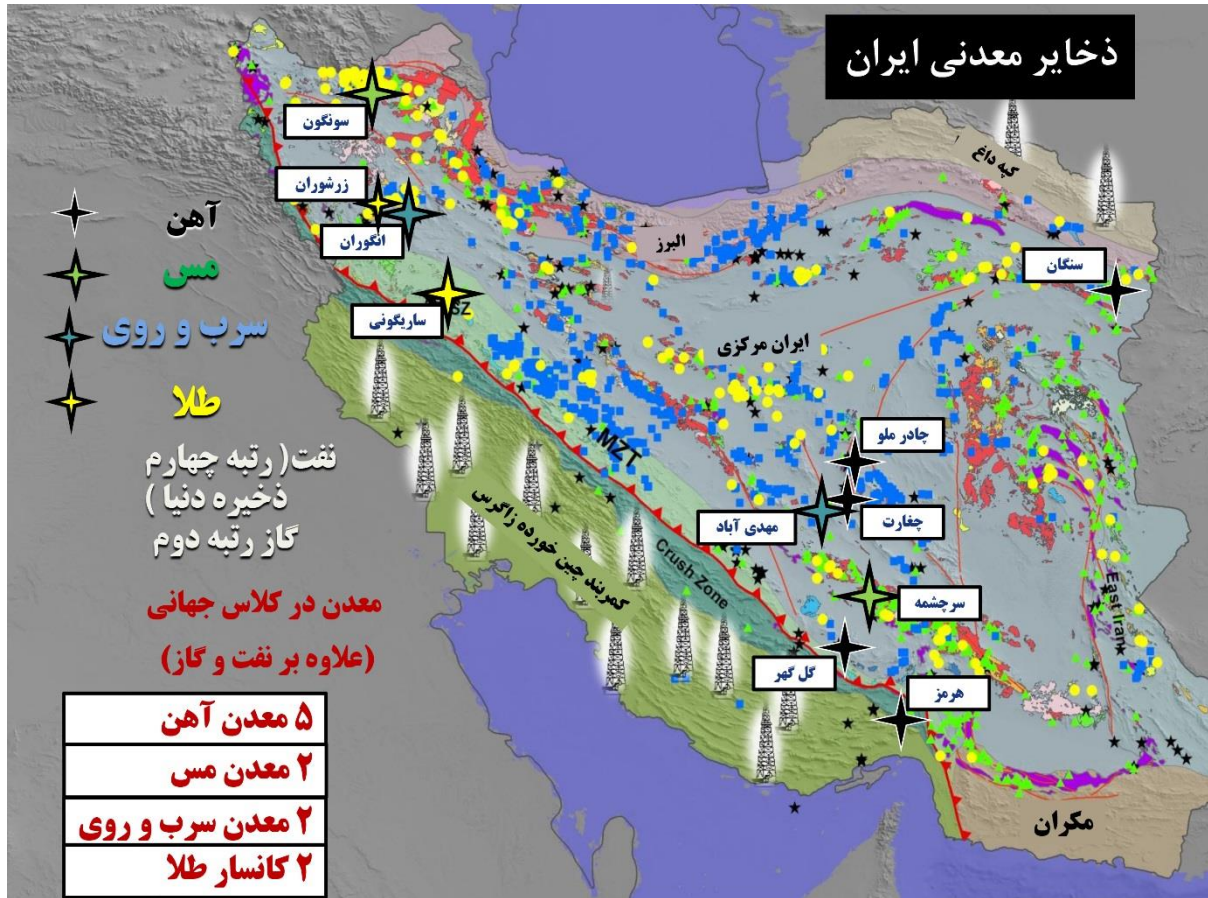 ذخایر معدنی ایران
کپه داغ
سونگون
زرشوران
انگوران
البرز
سنگان
ساریگونی
SZ
ایران مرکزی
چادر ملو
چغارت
مهدی آباد
MZT
Crush Zone
کمربند چین خورده زاگرس
سرچشمه
East Iran
گل گهر
هرمز
مکران
آهن
مس
سرب و روی
طلا
نفت( رتبه چهارم
ذخیره دنیا )
گاز رتبه دوم
معدن در کلاس جهانی
(علاوه بر نفت و گاز)
۵ معدن آهن
۲ معدن مس
۲ معدن سرب و روی
۲ کانسار طلا